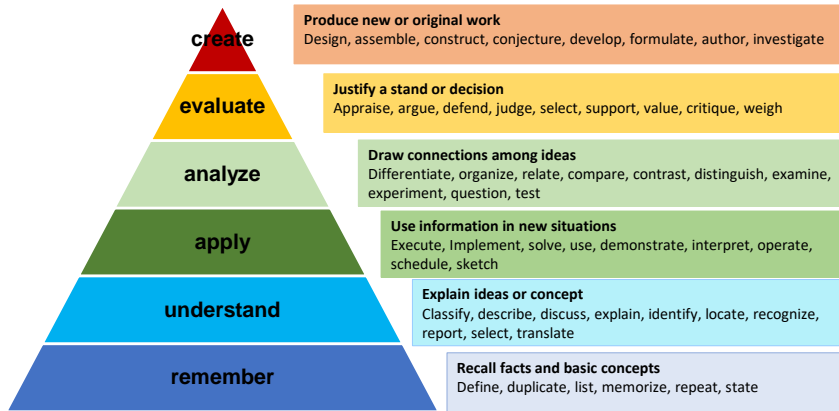 create
Produce new or original work
Design, assemble, construct, conjecture, develop, formulate, author, investigate
evaluate
Justify a stand or decision
Appraise, argue, defend, judge, select, support, value, critique, weigh
analyze
Draw connections among ideas
Differentiate, organize, relate, compare, contrast, distinguish, examine,
experiment, question, test
apply
Use information in new situations
Execute, Implement, solve, use, demonstrate, interpret, operate,
schedule, sketch
understand
Explain ideas or concept
Classify, describe, discuss, explain, identify, locate, recognize,
report, select, translate
remember
Recall facts and basic concepts
Define, duplicate, list, memorize, repeat, state